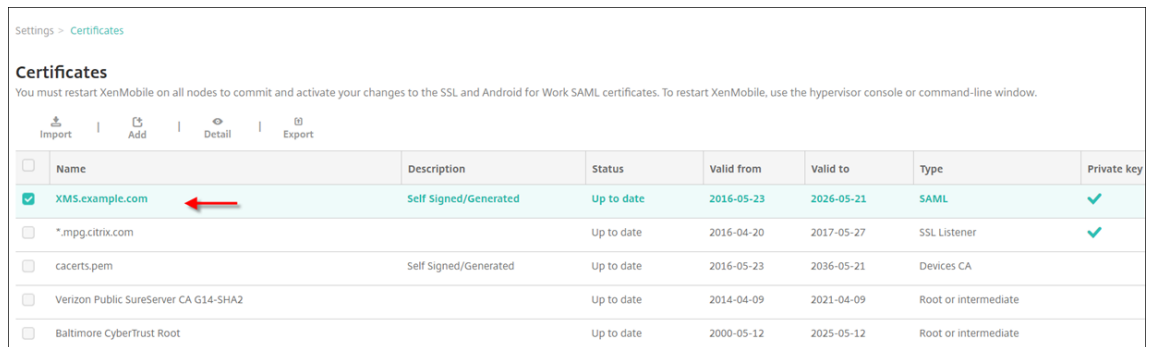 Settings > Certificates
Certificates
You must restart XenMobile on all nodes to commit and activate your changes to the SSL and Android for Work SAML certificates. To restart XenMobile, use the hypervisor console or command-line window.
Import | Add | Detail | Export
Name Description Status Valid from Valid to Type Private key
XMS.example.com Self Signed/Generated Up to date 2016-05-23 2026-05-21 SAML
*.mpg.citrix.com Up to date 2016-04-20 2017-05-27 SSL Listener
cacerts.pem Self Signed/Generated Up to date 2016-05-23 2036-05-21 Devices CA
Verizon Public SureServer CA G14-SHA2 Up to date 2014-04-09 2021-04-09 Root or intermediate
Baltimore CyberTrust Root Up to date 2000-05-12 2025-05-12 Root or intermediate